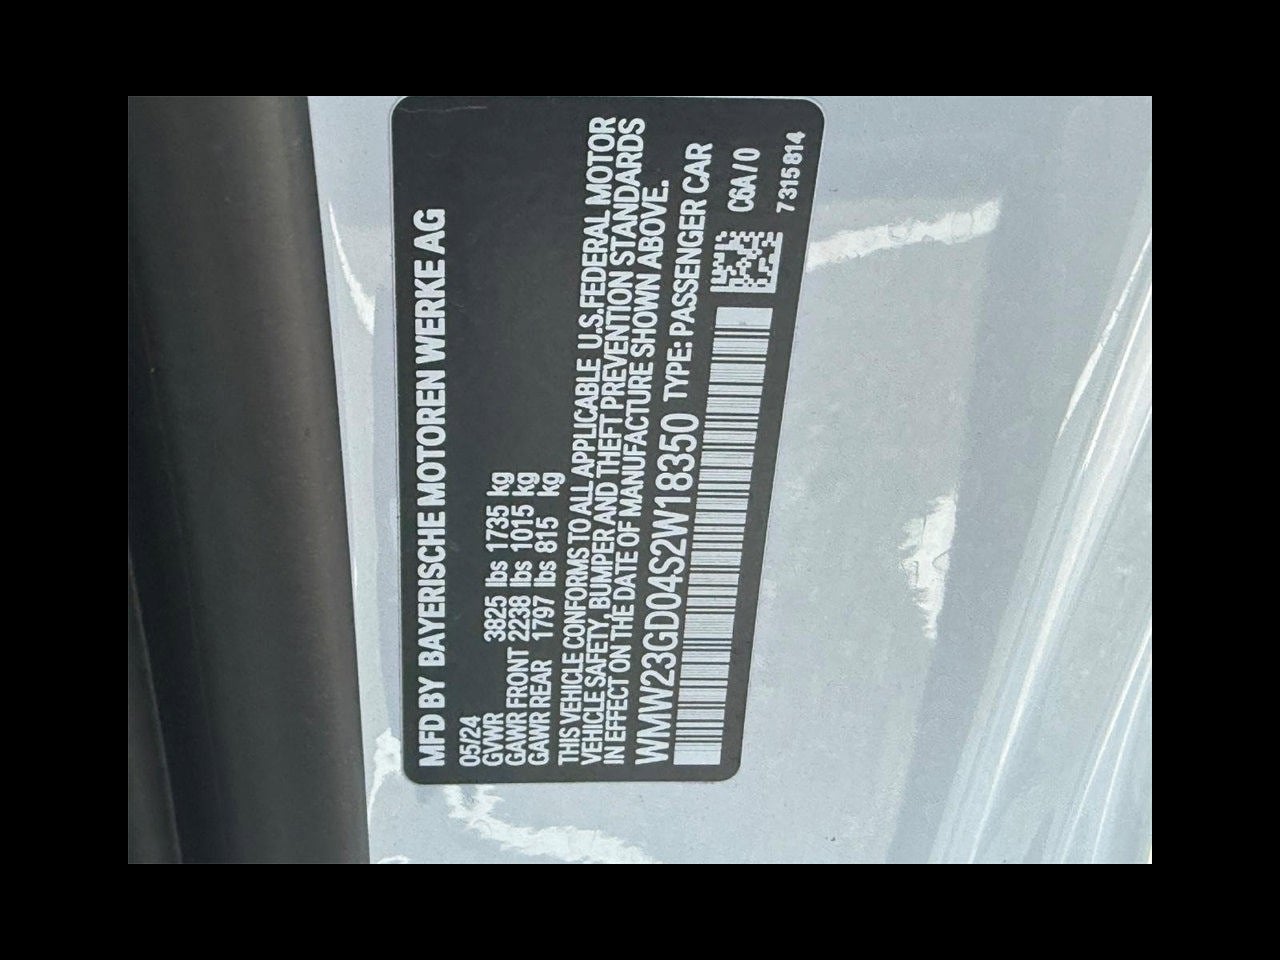 MFD BY BAYERISCHE MOTOREN WERKE AG
05/24
GVWR 3825 lbs 1735 kg
GAWR FRONT 2238 lbs 1015 kg
GAWR REAR 1797 lbs 815 kg
THIS VEHICLE CONFORMS TO ALL APPLICABLE U.S.FEDERAL MOTOR
VEHICLE SAFETY, BUMPER AND THEFT PREVENTION STANDARDS
IN EFFECT ON THE DATE OF MANUFACTURE SHOWN ABOVE.
WMW23GD04S2W18350 TYPE: PASSENGER CAR
C6A/0
7315814